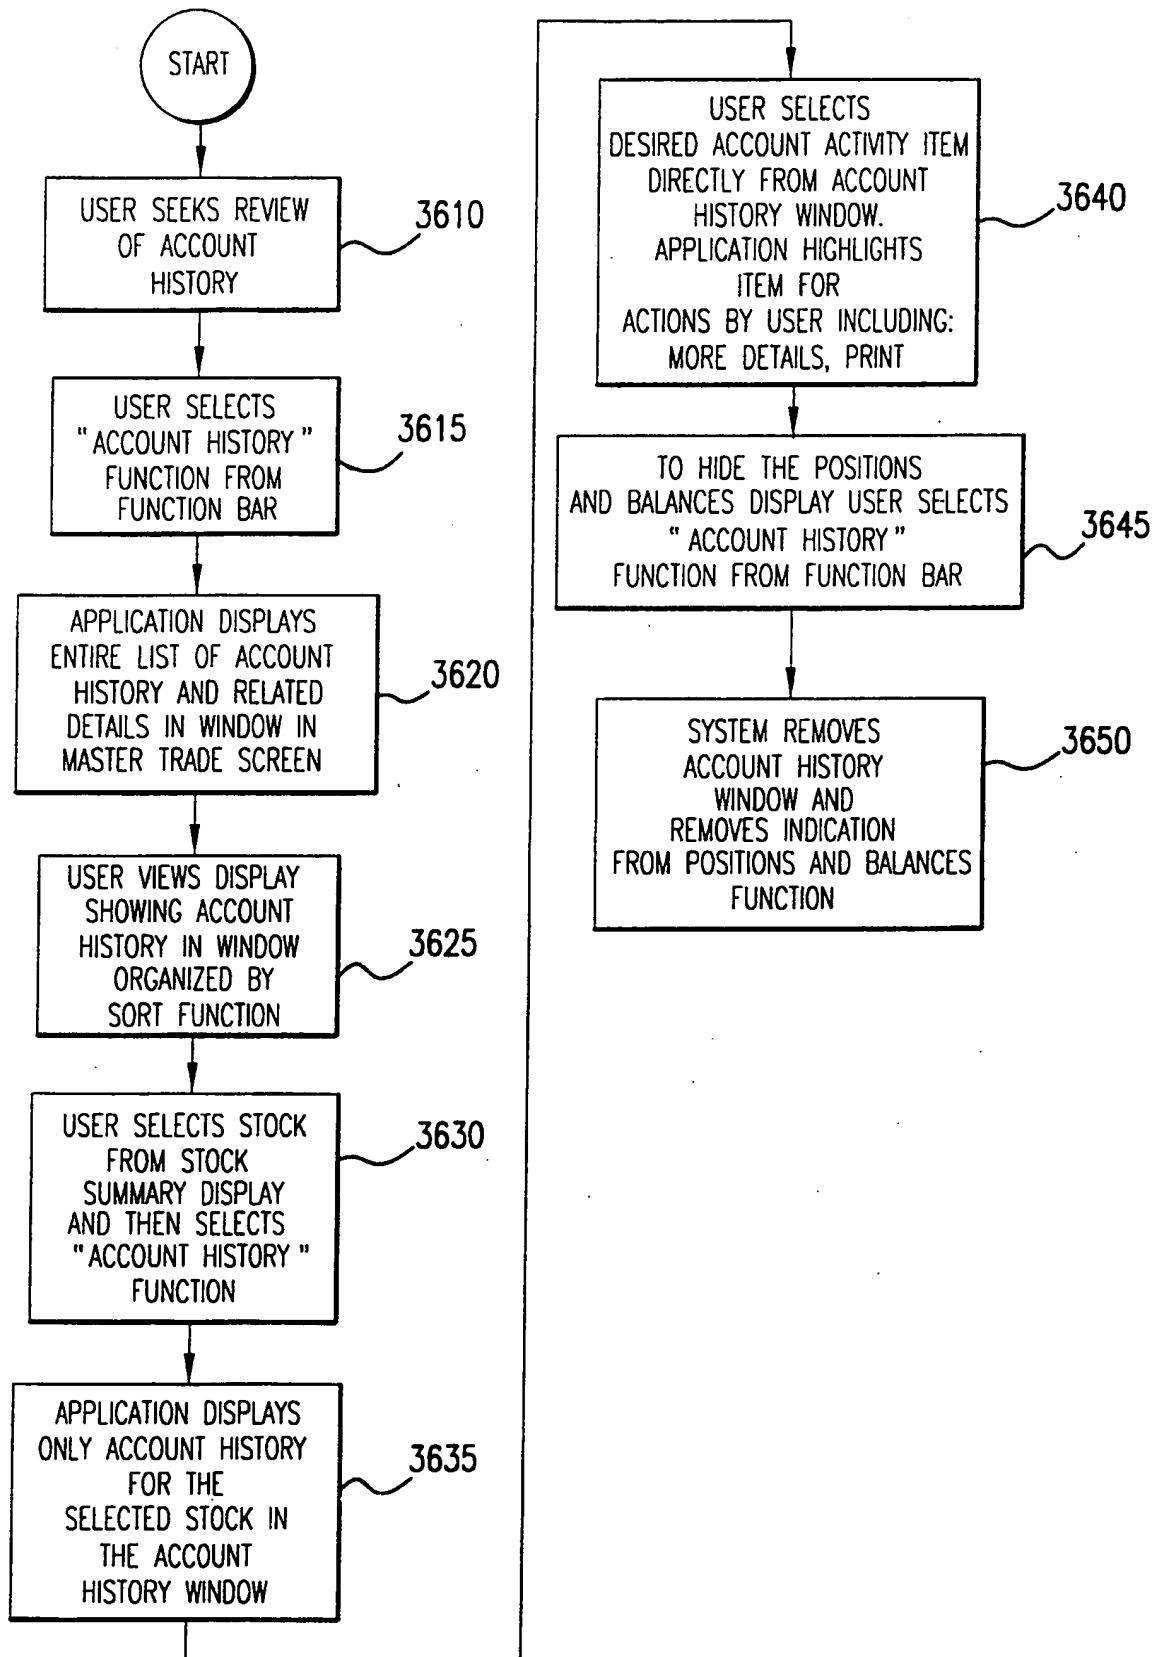 START
USER SEEKS REVIEW
OF ACCOUNT
HISTORY
3610
USER SELECTS
"ACCOUNT HISTORY"
FUNCTION FROM
FUNCTION BAR
3615
APPLICATION DISPLAYS
ENTIRE LIST OF ACCOUNT
HISTORY AND RELATED
DETAILS IN WINDOW IN
MASTER TRADE SCREEN
3620
USER VIEWS DISPLAY
SHOWING ACCOUNT
HISTORY IN WINDOW
ORGANIZED BY
SORT FUNCTION
3625
USER SELECTS STOCK
FROM STOCK
SUMMARY DISPLAY
AND THEN SELECTS
"ACCOUNT HISTORY"
FUNCTION
3630
APPLICATION DISPLAYS
ONLY ACCOUNT HISTORY
FOR THE
SELECTED STOCK IN
THE ACCOUNT
HISTORY WINDOW
3635
USER SELECTS
DESIRED ACCOUNT ACTIVITY ITEM
DIRECTLY FROM ACCOUNT
HISTORY WINDOW.
APPLICATION HIGHLIGHTS
ITEM FOR
ACTIONS BY USER INCLUDING:
MORE DETAILS, PRINT
3640
TO HIDE THE POSITIONS
AND BALANCES DISPLAY USER SELECTS
"ACCOUNT HISTORY"
FUNCTION FROM FUNCTION BAR
3645
SYSTEM REMOVES
ACCOUNT HISTORY
WINDOW AND
REMOVES INDICATION
FROM POSITIONS AND BALANCES
FUNCTION
3650